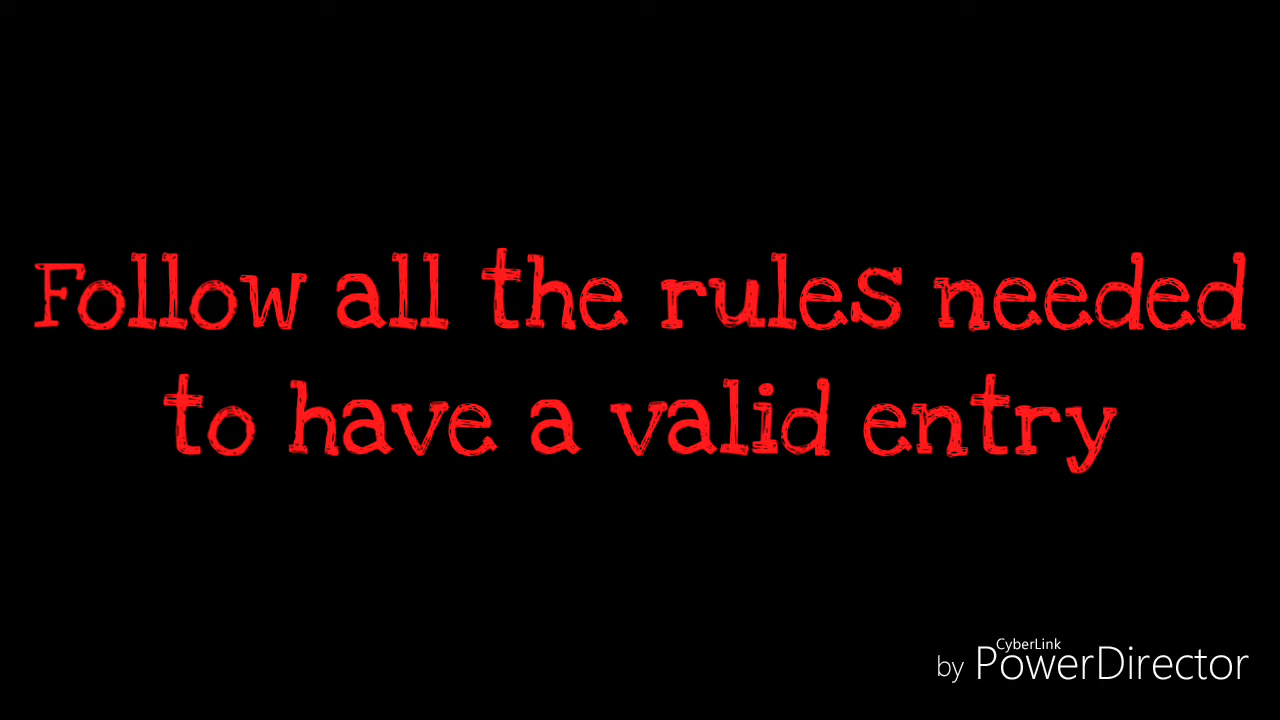 Follow all the rules needed
to have a valid entry
CyberLink
by PowerDirector